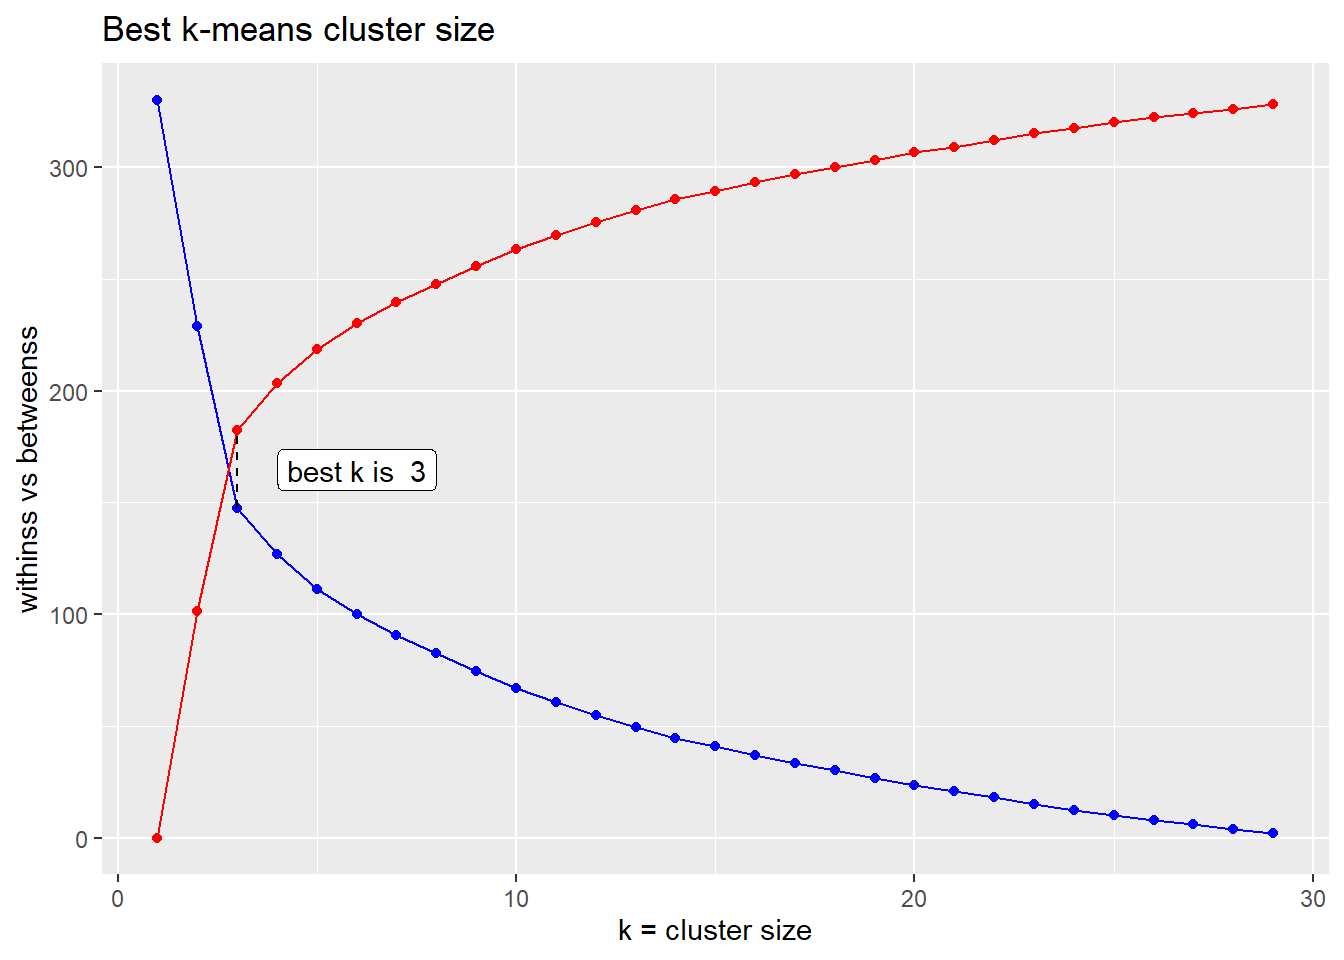 Best k-means cluster size
withinss vs betweenss
300
200
100
0
best k is  3
0 10 20 30
k = cluster size